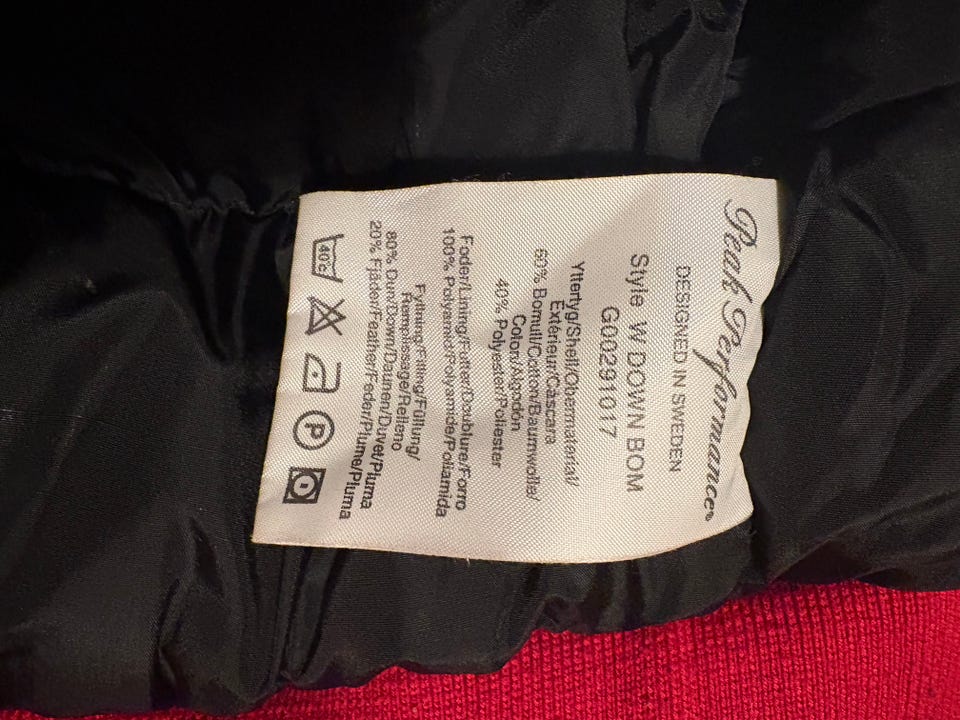 Peak Performance
DESIGNED IN SWEDEN
Style W DOWN BOM
G00291017
Yttertyg/Shell/Obermaterial/
Extérieur/Cáscara
60% Bomull/Cotton/Baumwolle/
Coton/Algodón
40% Polyester/Poliester
Foder/Lining/Futter/Doublure/Forro
100% Polyamid/Polyamide/Poliamida
Fyllning/Filling/Füllung/
Remplissage/Relleno
80% Dun/Down/Daunen/Duvet/Pluma
20% Fjäder/Feather/Feder/Plume/Pluma
40°C P